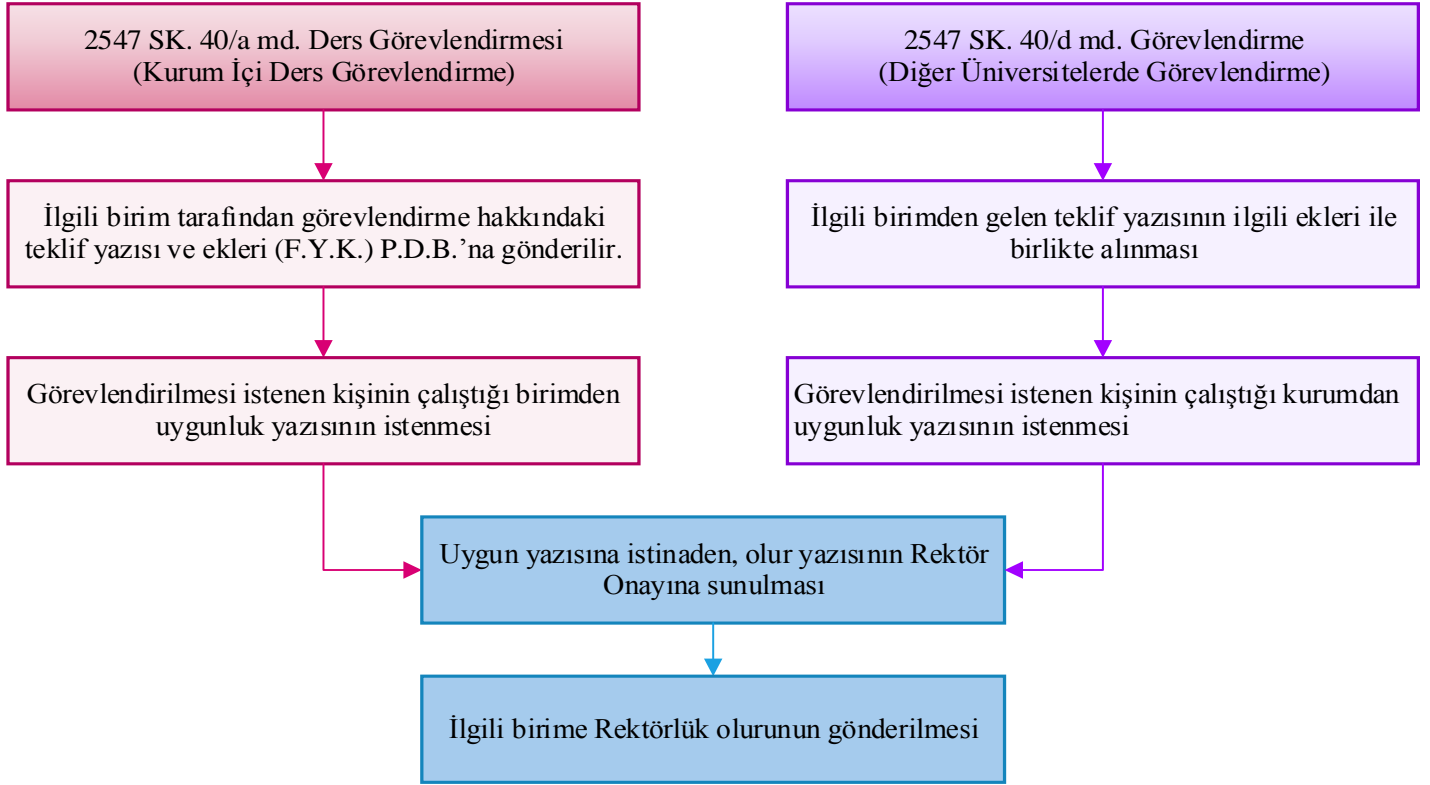 2547 SK. 40/a md. Ders Görevlendirmesi
(Kurum İçi Ders Görevlendirme)
İlgili birim tarafından görevlendirme hakkındaki
teklif yazısı ve ekleri (F.Y.K.) P.D.B.’na gönderilir.
Görevlendirilmesi istenen kişinin çalıştığı birimden
uygunluk yazısının istenmesi
2547 SK. 40/d md. Görevlendirme
(Diğer Üniversitelerde Görevlendirme)
İlgili birimden gelen teklif yazısının ilgili ekleri ile
birlikte alınması
Görevlendirilmesi istenen kişinin çalıştığı kurumdan
uygunluk yazısının istenmesi
Uygun yazısına istinaden, olur yazısının Rektör
Onayına sunulması
İlgili birime Rektörlük olurunun gönderilmesi